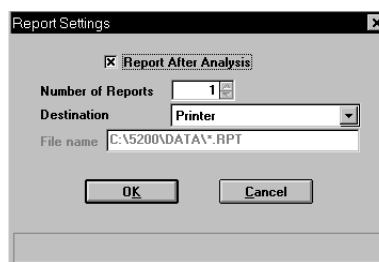 Report Settings
Report After Analysis
Number of Reports 1
Destination Printer
File name C:\5200\DATA\*.RPT
OK Cancel